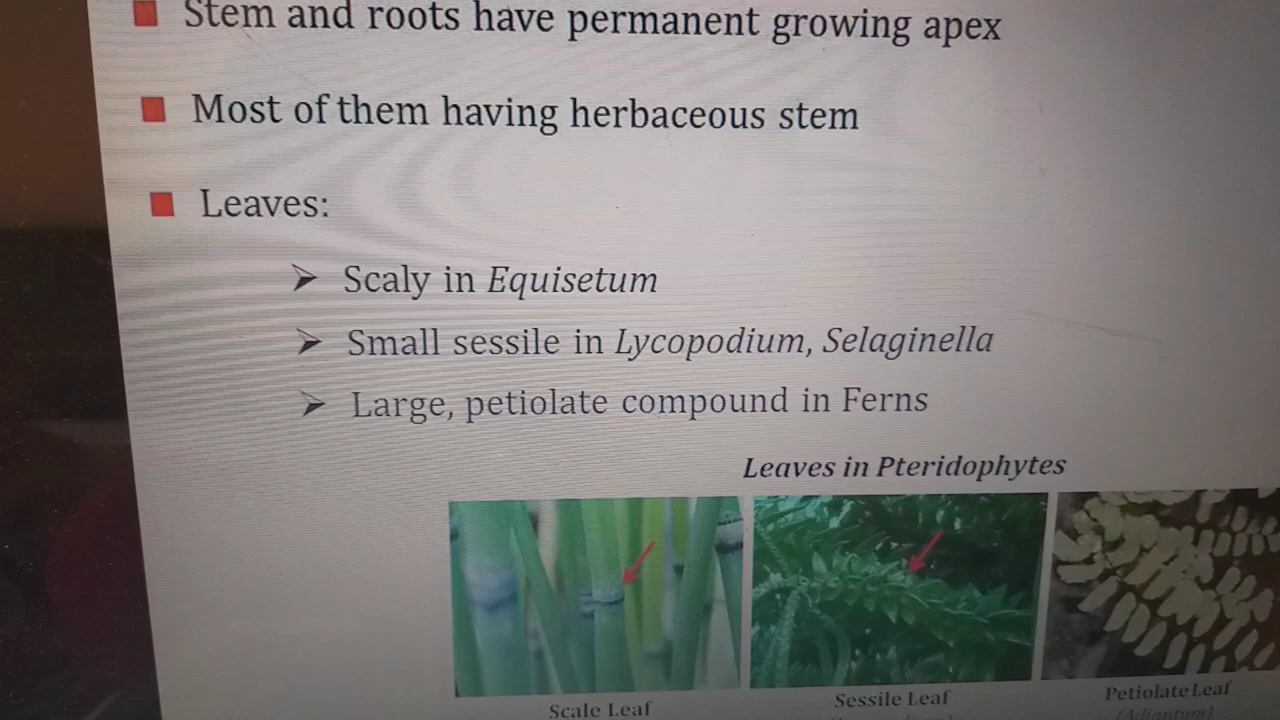 Stem and roots have permanent growing apex
Most of them having herbaceous stem
Leaves:
Scaly in Equisetum
Small sessile in Lycopodium, Selaginella
Large, petiolate compound in Ferns
Leaves in Pteridophytes
Scale Leaf
Sessile Leaf
Petiolate Leaf
(Adiantum)